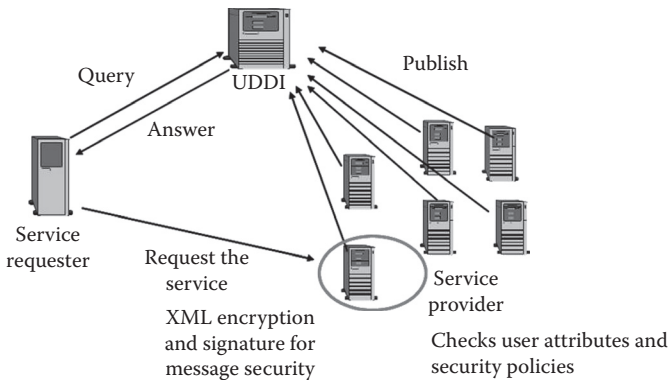 Query
UDDI
Publish
Answer
Service
requester
Request the
service
Service
provider
XML encryption
and signature for
message security
Checks user attributes and
security policies